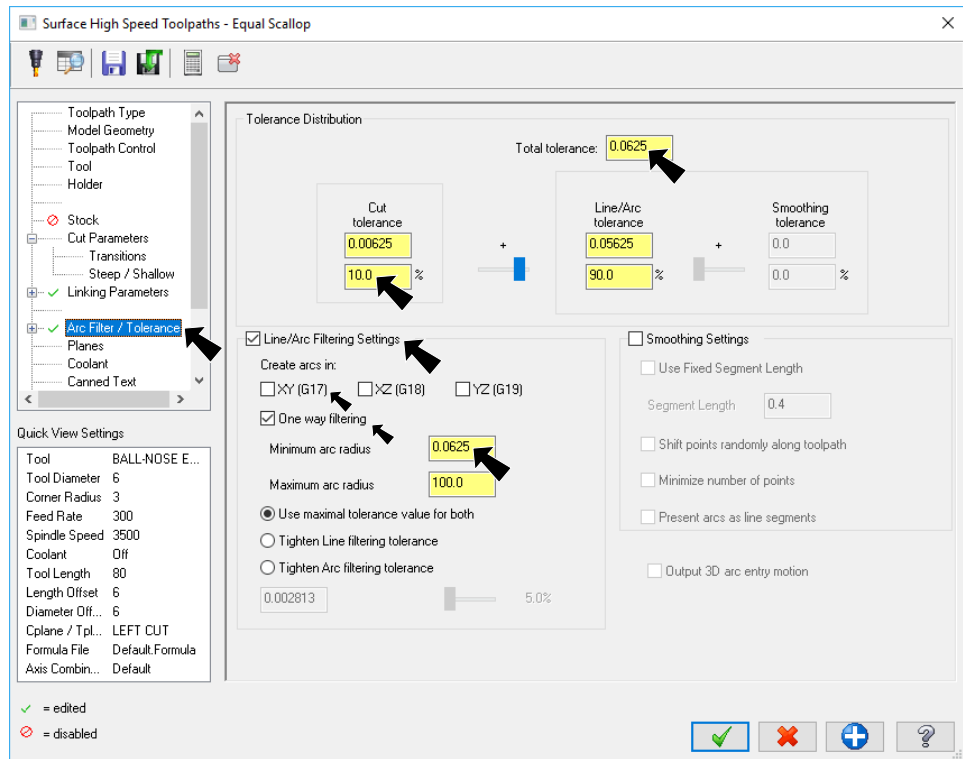 Surface High Speed Toolpaths - Equal Scallop
Toolpath Type
Model Geometry
Toolpath Control
Tool
Holder
Stock
Cut Parameters
Transitions
Steep / Shallow
Linking Parameters
Arc Filter / Tolerance
Planes
Coolant
Canned Text
Quick View Settings
Tool BALL-NOSE E...
Tool Diameter 6
Corner Radius 3
Feed Rate 300
Spindle Speed 3500
Coolant Off
Tool Length 80
Length Offset 6
Diameter Off... 6
Cplane / Tpl... LEFT CUT
Formula File Default.Formula
Axis Combin... Default
= edited
= disabled
Tolerance Distribution
Total tolerance: 0.0625
Cut
tolerance
0.00625
10.0 %
+
Line/Arc
tolerance
0.05625
90.0 %
+
Smoothing
tolerance
0.0
0.0 %
Line/Arc Filtering Settings
Create arcs in:
XY (G17) XZ (G18) YZ (G19)
One way filtering
Minimum arc radius 0.0625
Maximum arc radius 100.0
Use maximal tolerance value for both
Tighten Line filtering tolerance
Tighten Arc filtering tolerance
0.002813 5.0%
Smoothing Settings
Use Fixed Segment Length
Segment Length 0.4
Shift points randomly along toolpath
Minimize number of points
Present arcs as line segments
Output 3D arc entry motion